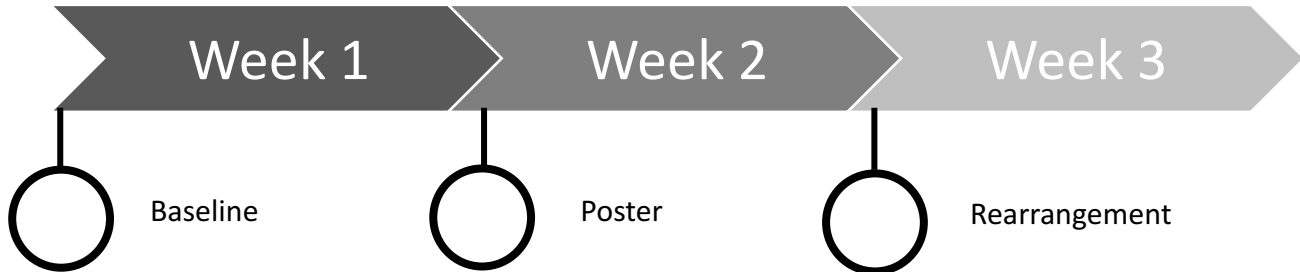 Week 1
Week 2
Week 3
Baseline
Poster
Rearrangement